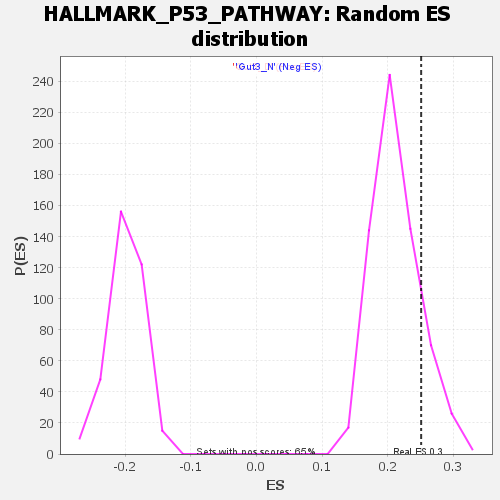 HALLMARK_P53_PATHWAY: Random ES
distribution
'!Gut3_N' (Neg ES)
240
220
200
180
160
140
120
100
80
60
40
20
0
P(ES)
Sets with pos scores: 65%
Real ES 0.3
-0.2
-0.1
0.0
0.1
0.2
0.3
ES